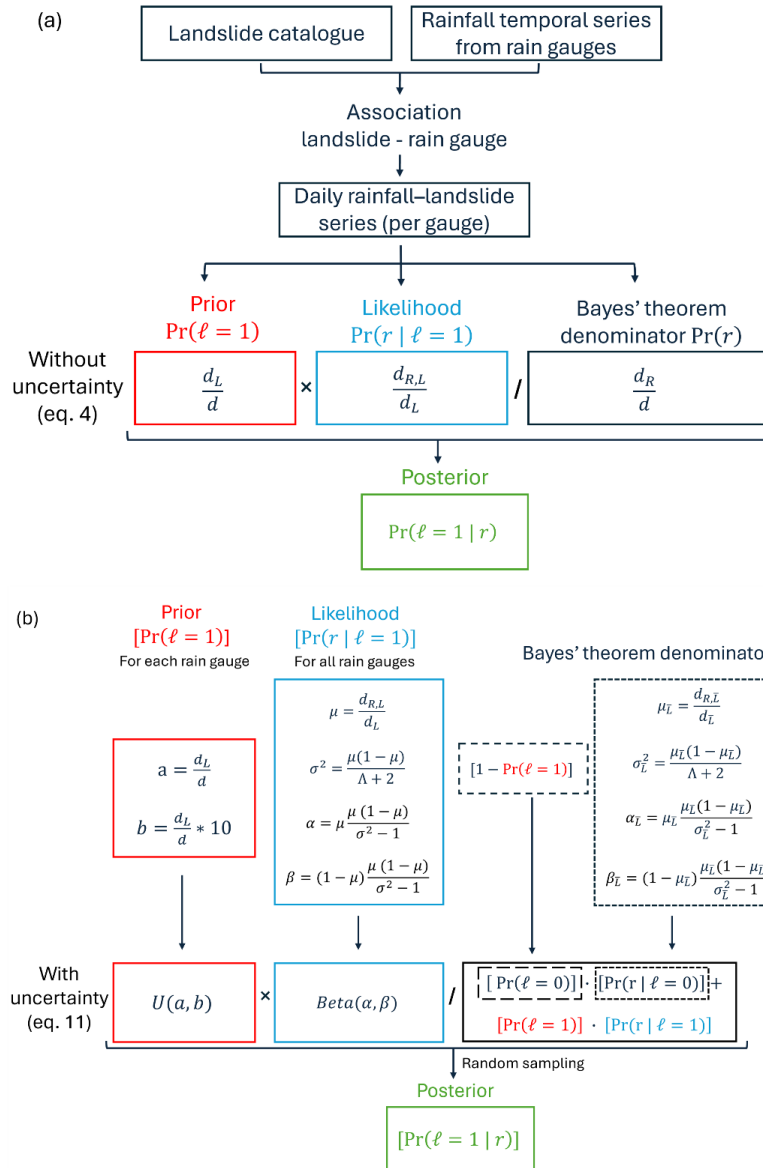 (a)
Landslide catalogue
Rainfall temporal series
from rain gauges
Association
landslide - rain gauge
Daily rainfall–landslide
series (per gauge)
Prior
Pr(ℓ = 1)
Likelihood
Pr(r | ℓ = 1)
Bayes' theorem
denominator Pr(r)
Without
uncertainty
(eq. 4)
d_L / d
×
d_{R,L} / d_L
/
d_R / d
Posterior
Pr(ℓ = 1 | r)
(b)
Prior
[Pr(ℓ = 1)]
For each rain gauge
Likelihood
[Pr(r | ℓ = 1)]
For all rain gauges
Bayes' theorem denominato
a = d_L / d
b = d_L / d * 10
μ = d_{R,L} / d_L
σ² = μ(1 − μ) / Λ + 2
α = μ μ (1 − μ) / σ² − 1
β = (1 − μ) μ (1 − μ) / σ² − 1
[1 − Pr(ℓ = 1)]
μ_L̄ = d_{R,L̄} / d_L̄
σ²_L̄ = μ_L̄(1 − μ_L̄) / Λ + 2
α_L̄ = μ_L̄ μ_L̄(1 − μ_L̄) / σ²_L̄ − 1
β_L̄ = (1 − μ_L̄) μ_L̄(1 − μ_L̄) / σ²_L̄ − 1
With
uncertainty
(eq. 11)
U(a, b)
×
Beta(α, β)
/
[ Pr(ℓ = 0)] · [Pr(r | ℓ = 0)] +
[Pr(ℓ = 1)] · [Pr(r | ℓ = 1)]
Random sampling
Posterior
[Pr(ℓ = 1 | r)]